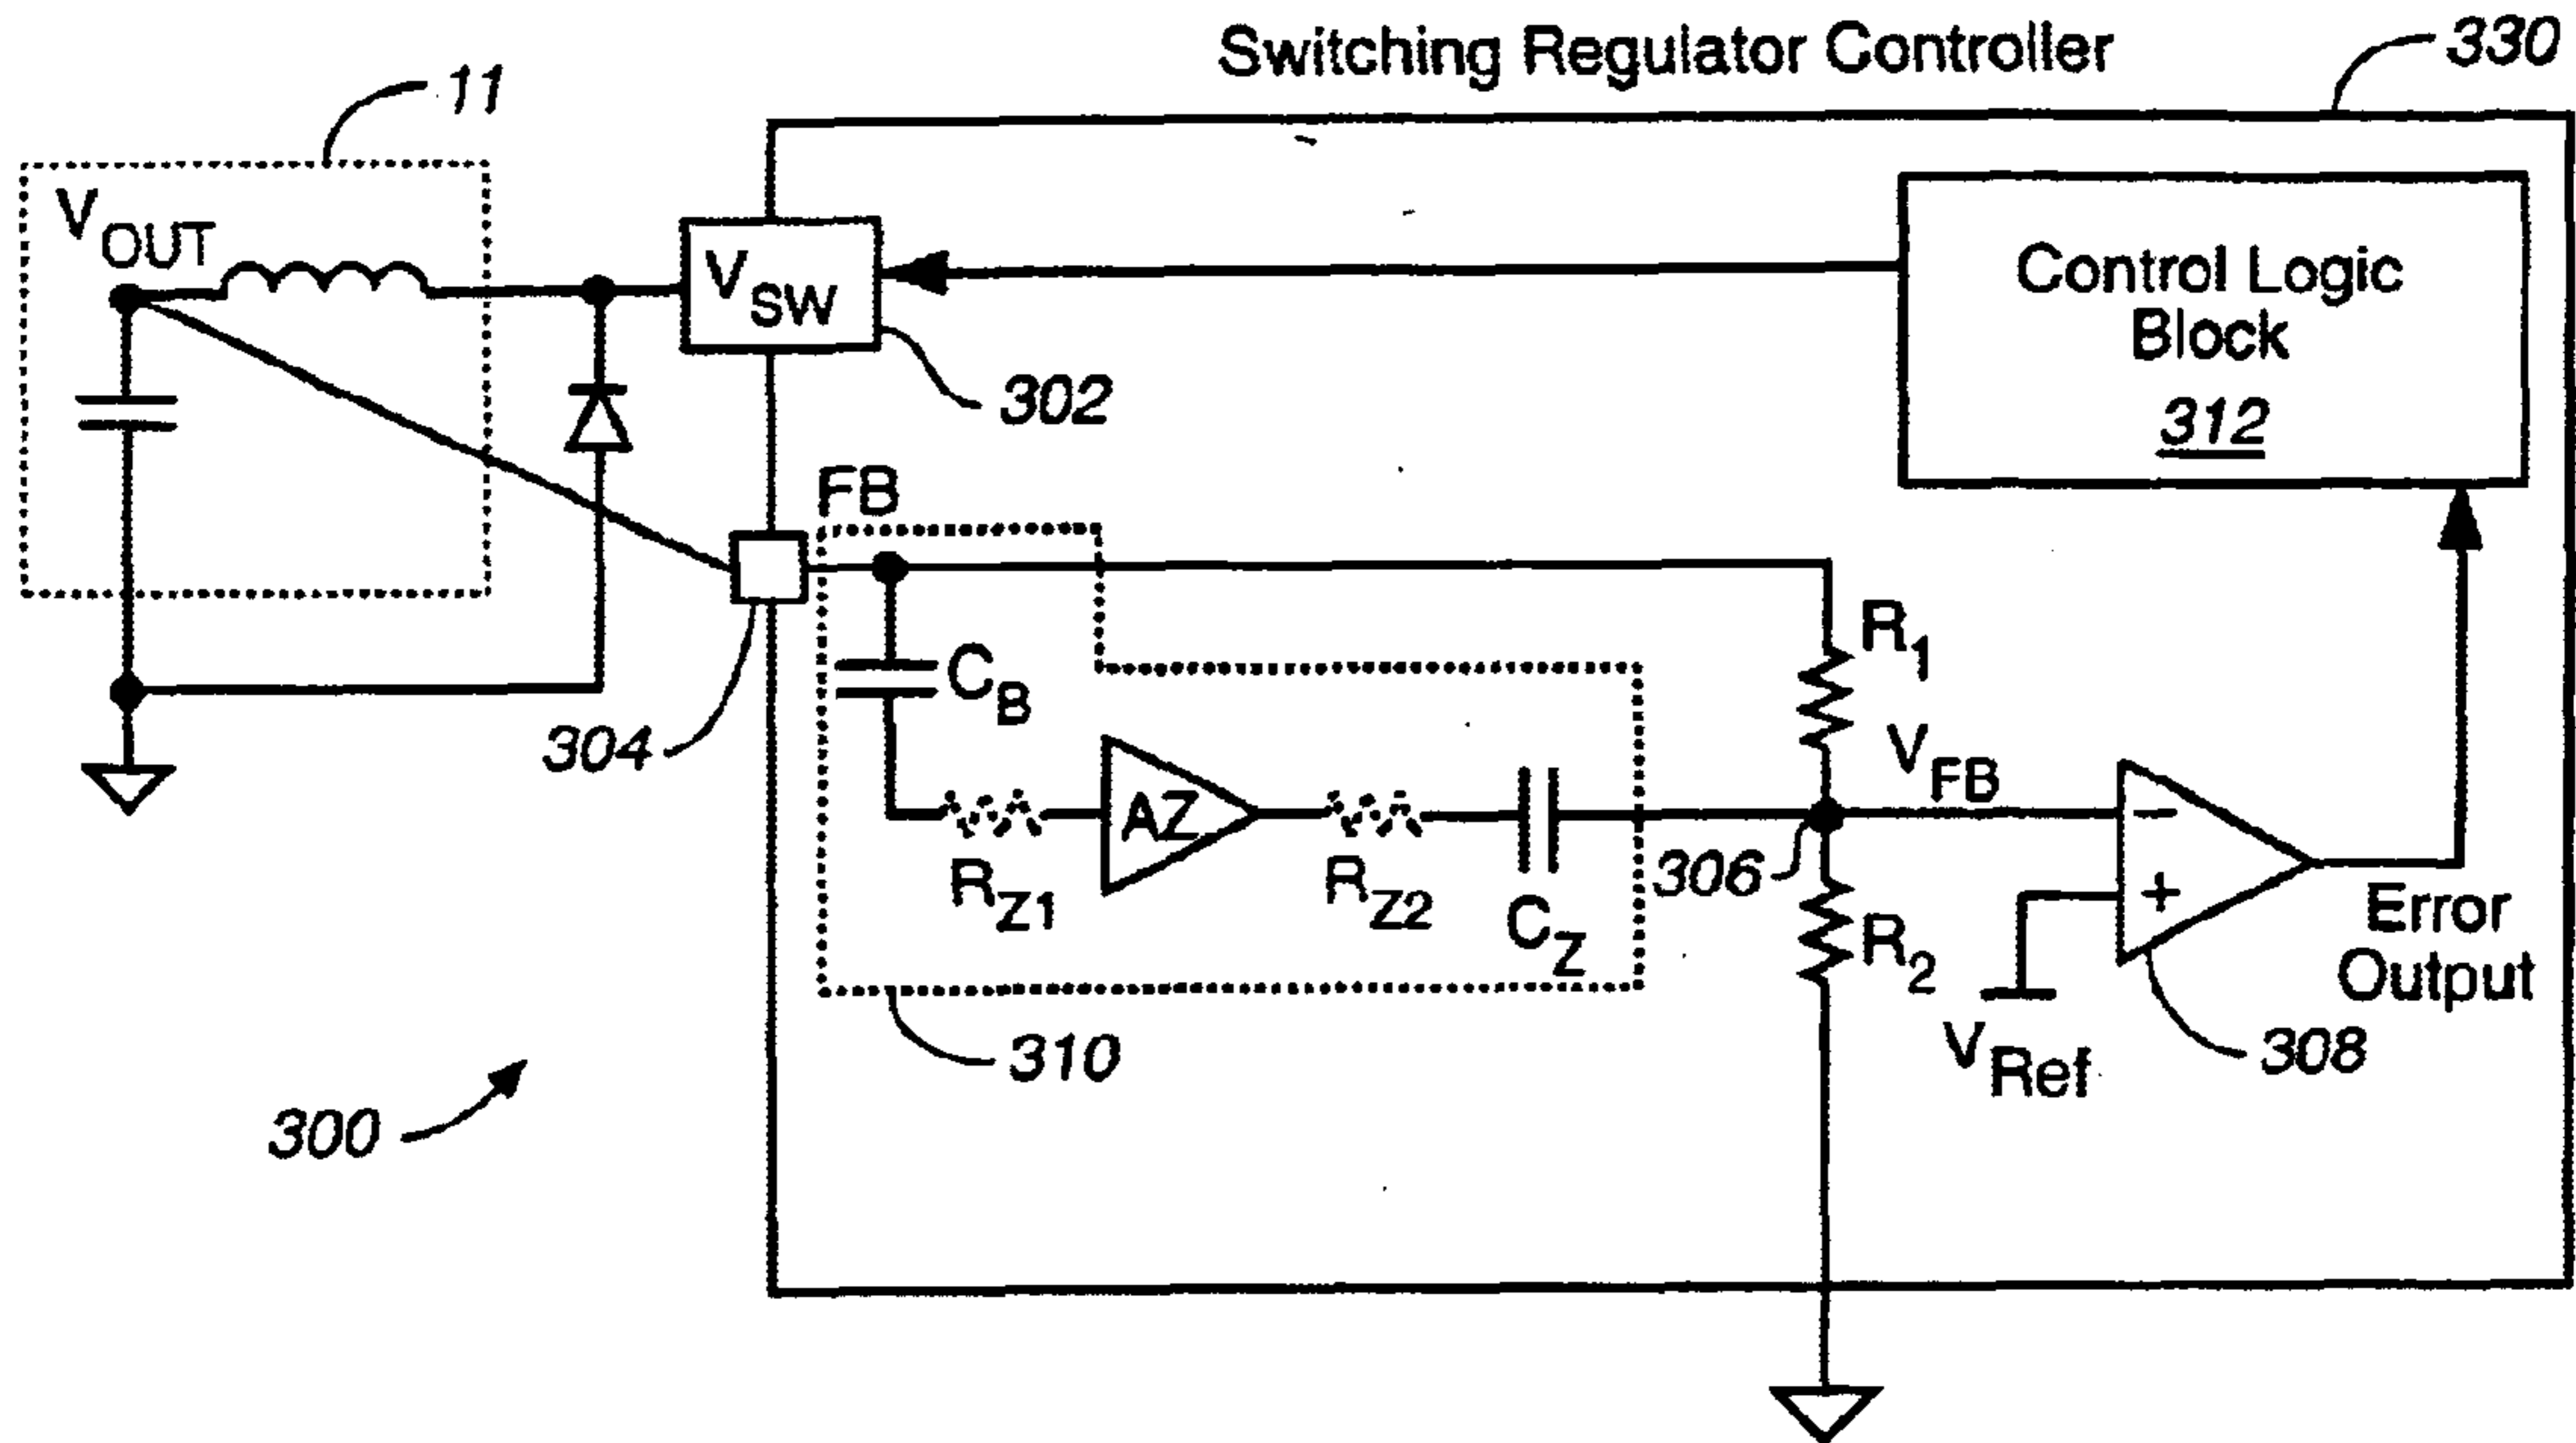 Switching Regulator Controller
330
11
VOUT
VSW
302
Control Logic
Block
312
FB
304
CB
R1
VFB
AZ
RZ1
RZ2
CZ
306
−
+
R2
Error
Output
VRef
308
310
300